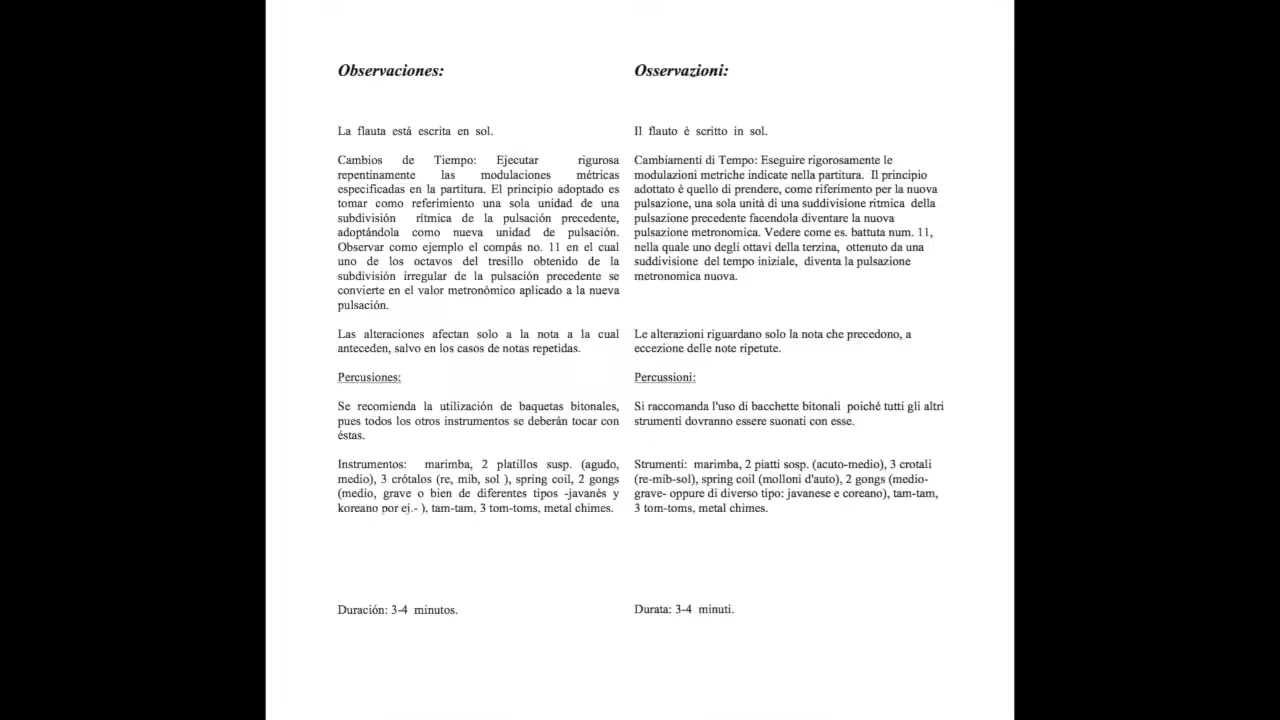 Observaciones:
La flauta está escrita en sol.
Cambios de Tiempo: Ejecutar rigurosa
repentinamente las modulaciones métricas
especificadas en la partitura. El principio adoptado es
tomar como referimiento una sola unidad de una
subdivisión rítmica de la pulsación precedente,
adoptándola como nueva unidad de pulsación.
Observar como ejemplo el compás no. 11 en el cual
uno de los octavos del tresillo obtenido de la
subdivisión irregular de la pulsación precedente se
convierte en el valor metronómico aplicado a la nueva
pulsación.
Las alteraciones afectan solo a la nota a la cual
anteceden, salvo en los casos de notas repetidas.
Percusiones:
Se recomienda la utilización de baquetas bitonales,
pues todos los otros instrumentos se deberán tocar con
éstas.
Instrumentos: marimba, 2 platillos susp. (agudo,
medio), 3 crótalos (re, mib, sol ), spring coil, 2 gongs
(medio, grave o bien de diferentes tipos -javanés y
koreano por ej.- ), tam-tam, 3 tom-toms, metal chimes.
Duración: 3-4 minutos.
Osservazioni:
Il flauto è scritto in sol.
Cambiamenti di Tempo: Eseguire rigorosamente le
modulazioni metriche indicate nella partitura. Il principio
adottato è quello di prendere, come riferimento per la nuova
pulsazione, una sola unità di una suddivisione ritmica della
pulsazione precedente facendola diventare la nuova
pulsazione metronomica. Vedere come es. battuta num. 11,
nella quale uno degli ottavi della terzina, ottenuto da una
suddivisione del tempo iniziale, diventa la pulsazione
metronomica nuova.
Le alterazioni riguardano solo la nota che precedono, a
eccezione delle note ripetute.
Percussioni:
Si raccomanda l'uso di bacchette bitonali poiché tutti gli altri
strumenti dovranno essere suonati con esse.
Strumenti: marimba, 2 piatti sosp. (acuto-medio), 3 crotali
(re-mib-sol), spring coil (molloni d'auto), 2 gongs (medio-
grave- oppure di diverso tipo: javanese e coreano), tam-tam,
3 tom-toms, metal chimes.
Durata: 3-4 minuti.